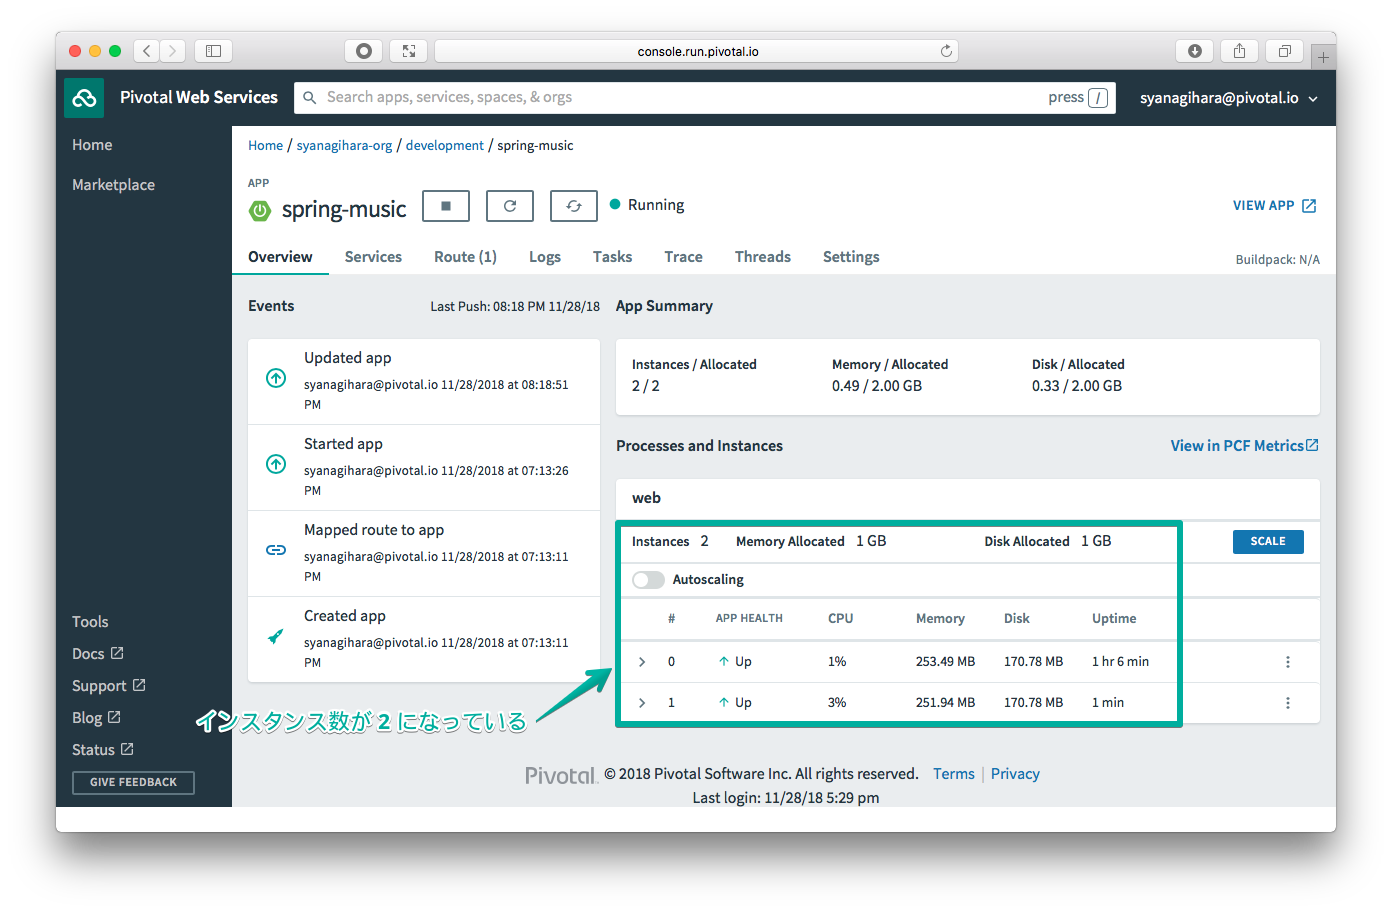 console.run.pivotal.io
Pivotal Web Services
Search apps, services, spaces, & orgs
press /
syanagihara@pivotal.io
Home
Marketplace
Tools
Docs
Support
Blog
Status
GIVE FEEDBACK
Home / syanagihara-org / development / spring-music
APP
spring-music
Running
VIEW APP
Overview Services Route (1) Logs Tasks Trace Threads Settings
Buildpack: N/A
Events
Last Push: 08:18 PM 11/28/18
Updated app
syanagihara@pivotal.io 11/28/2018 at 08:18:51
PM
Started app
syanagihara@pivotal.io 11/28/2018 at 07:13:26
PM
Mapped route to app
syanagihara@pivotal.io 11/28/2018 at 07:13:11
PM
Created app
syanagihara@pivotal.io 11/28/2018 at 07:13:11
PM
App Summary
Instances / Allocated Memory / Allocated Disk / Allocated
2 / 2 0.49 / 2.00 GB 0.33 / 2.00 GB
Processes and Instances
View in PCF Metrics
web
Instances 2 Memory Allocated 1 GB Disk Allocated 1 GB
SCALE
Autoscaling
# APP HEALTH CPU Memory Disk Uptime
0 Up 1% 253.49 MB 170.78 MB 1 hr 6 min
1 Up 3% 251.94 MB 170.78 MB 1 min
インスタンス数が 2 になっている
Pivotal. © 2018 Pivotal Software Inc. All rights reserved. Terms | Privacy
Last login: 11/28/18 5:29 pm